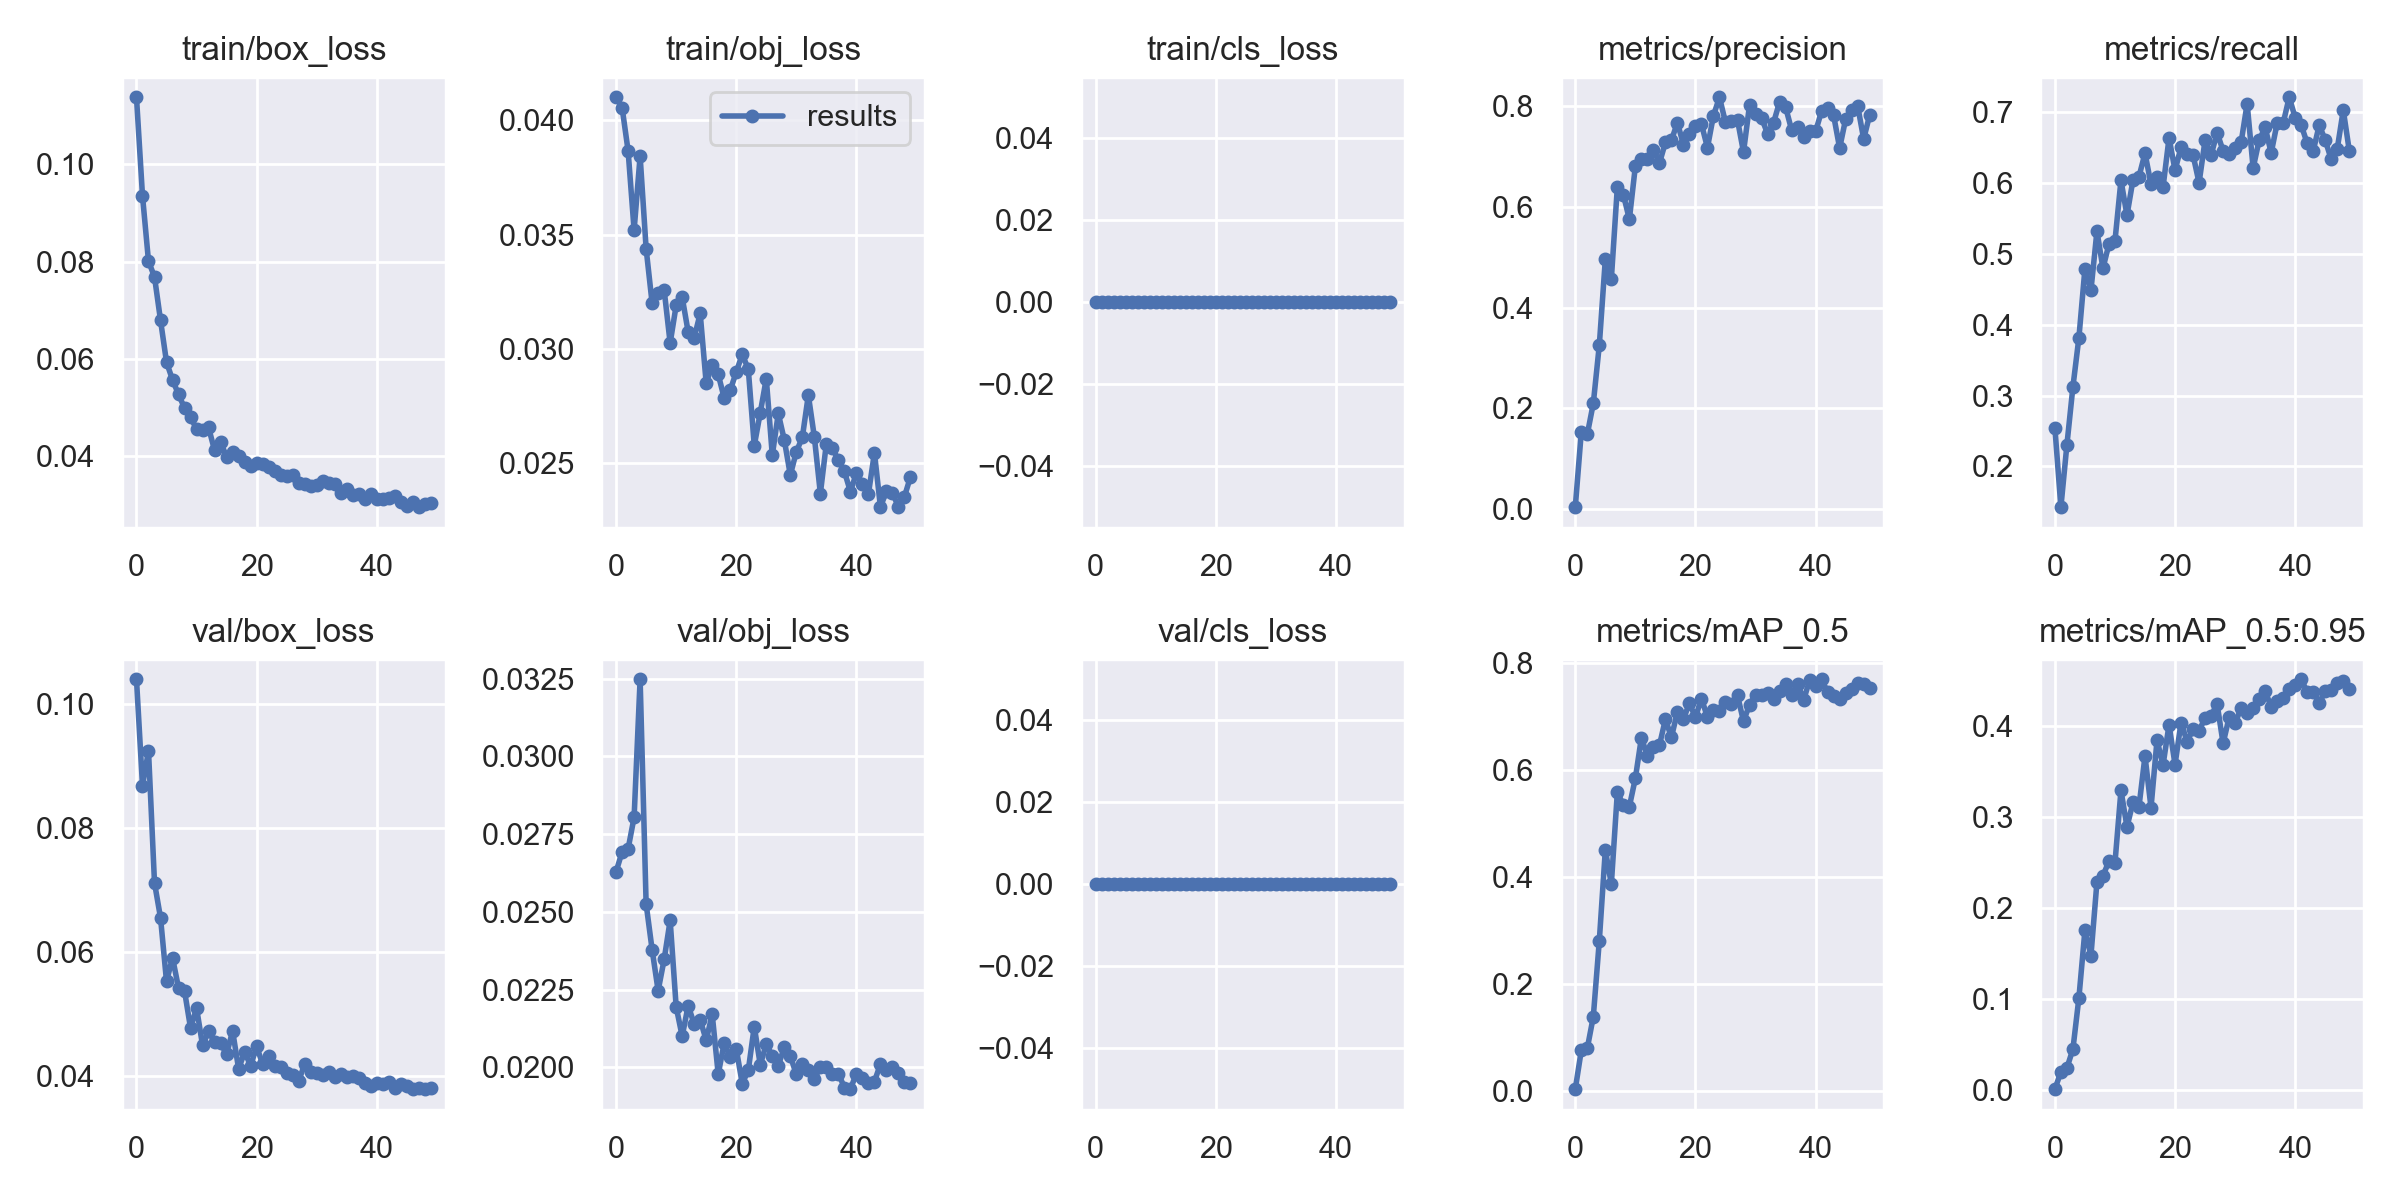 train/box_loss
0.10
0.08
0.06
0.04
0 20 40
train/obj_loss
results
0.040
0.035
0.030
0.025
0 20 40
train/cls_loss
0.04
0.02
0.00
−0.02
−0.04
0 20 40
metrics/precision
0.8
0.6
0.4
0.2
0.0
0 20 40
metrics/recall
0.7
0.6
0.5
0.4
0.3
0.2
0 20 40
val/box_loss
0.10
0.08
0.06
0.04
0 20 40
val/obj_loss
0.0325
0.0300
0.0275
0.0250
0.0225
0.0200
0 20 40
val/cls_loss
0.04
0.02
0.00
−0.02
−0.04
0 20 40
metrics/mAP_0.5
0.8
0.6
0.4
0.2
0.0
0 20 40
metrics/mAP_0.5:0.95
0.4
0.3
0.2
0.1
0.0
0 20 40